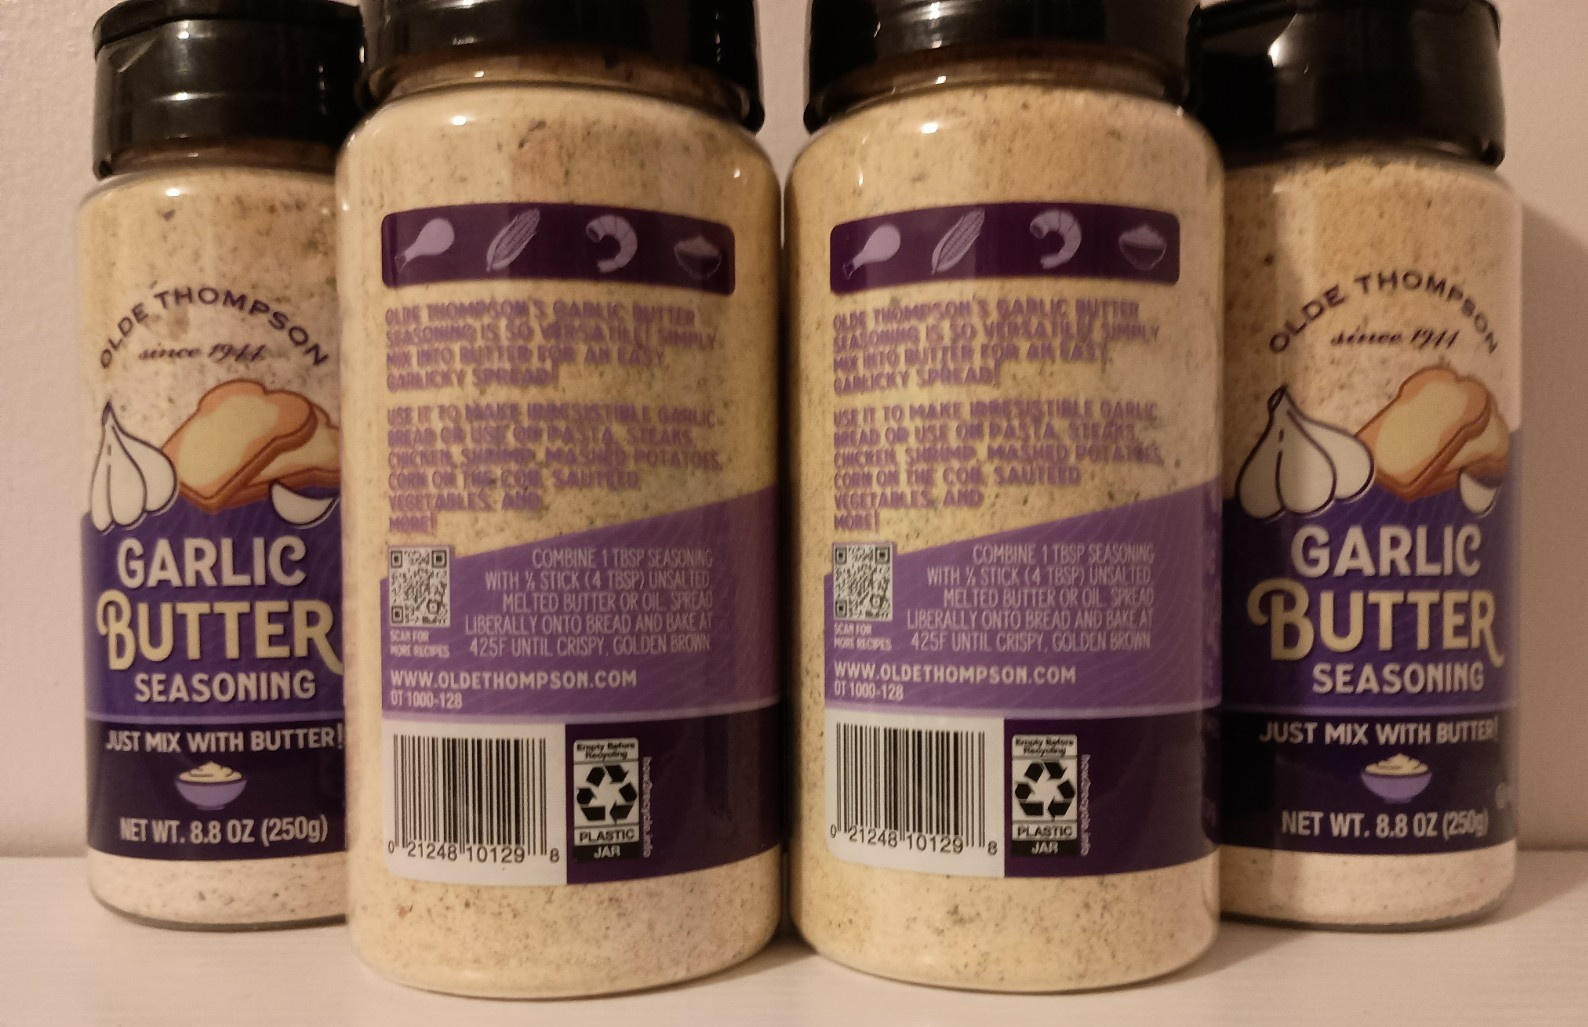 OLDE THOMPSON
since 1944
GARLIC
BUTTER
SEASONING
JUST MIX WITH BUTTER!
NET WT. 8.8 OZ (250g)
OLDE THOMPSON'S GARLIC BUTTER
SEASONING IS SO VERSATILE! SIMPLY
MIX INTO BUTTER FOR AN EASY,
GARLICKY SPREAD!
USE IT TO MAKE IRRESISTIBLE GARLIC
BREAD OR USE ON PASTA, STEAKS,
CHICKEN, SHRIMP, MASHED POTATOES,
CORN ON THE COB, SAUTEED
VEGETABLES, AND
MORE!
COMBINE 1 TBSP SEASONING
WITH ½ STICK (4 TBSP) UNSALTED
MELTED BUTTER OR OIL. SPREAD
LIBERALLY ONTO BREAD AND BAKE AT
425F UNTIL CRISPY, GOLDEN BROWN.
SCAN FOR
MORE RECIPES
WWW.OLDETHOMPSON.COM
OT 1000-128
0 21248 10129 8
Empty Before
Recycling
PLASTIC
JAR
how2recycle.info
OLDE THOMPSON'S GARLIC BUTTER
SEASONING IS SO VERSATILE! SIMPLY
MIX INTO BUTTER FOR AN EASY,
GARLICKY SPREAD!
USE IT TO MAKE IRRESISTIBLE GARLIC
BREAD OR USE ON PASTA, STEAKS,
CHICKEN, SHRIMP, MASHED POTATOES,
CORN ON THE COB, SAUTEED
VEGETABLES, AND
MORE!
COMBINE 1 TBSP SEASONING
WITH ½ STICK (4 TBSP) UNSALTED
MELTED BUTTER OR OIL. SPREAD
LIBERALLY ONTO BREAD AND BAKE AT
425F UNTIL CRISPY, GOLDEN BROWN.
SCAN FOR
MORE RECIPES
WWW.OLDETHOMPSON.COM
OT 1000-128
0 21248 10129 8
Empty Before
Recycling
PLASTIC
JAR
how2recycle.info
OLDE THOMPSON
since 1944
GARLIC
BUTTER
SEASONING
JUST MIX WITH BUTTER!
NET WT. 8.8 OZ (250g)